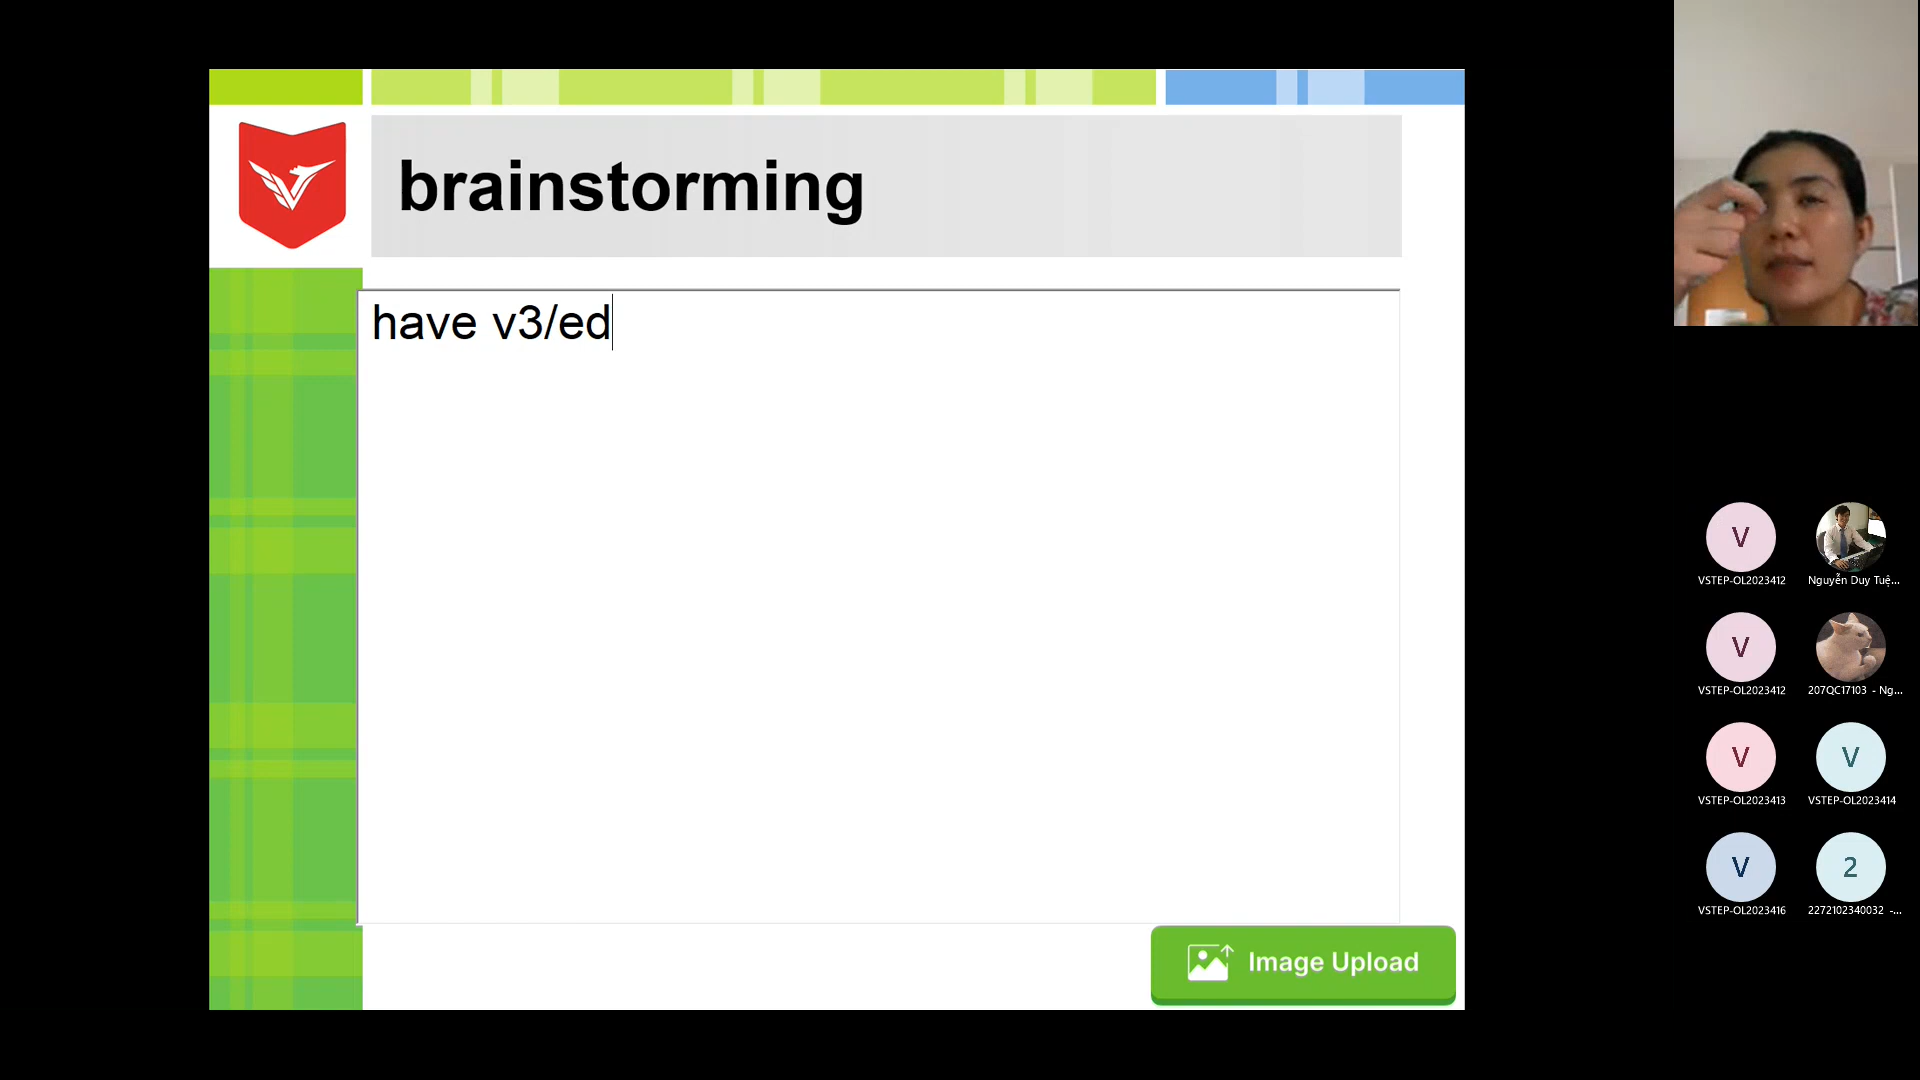 brainstorming
have v3/ed
Image Upload
V
VSTEP-OL2023412
Nguyễn Duy Tuệ...
V
VSTEP-OL2023412
207QC17103 - Ng...
V
VSTEP-OL2023413
V
VSTEP-OL2023414
V
VSTEP-OL2023416
2
2272102340032 -...